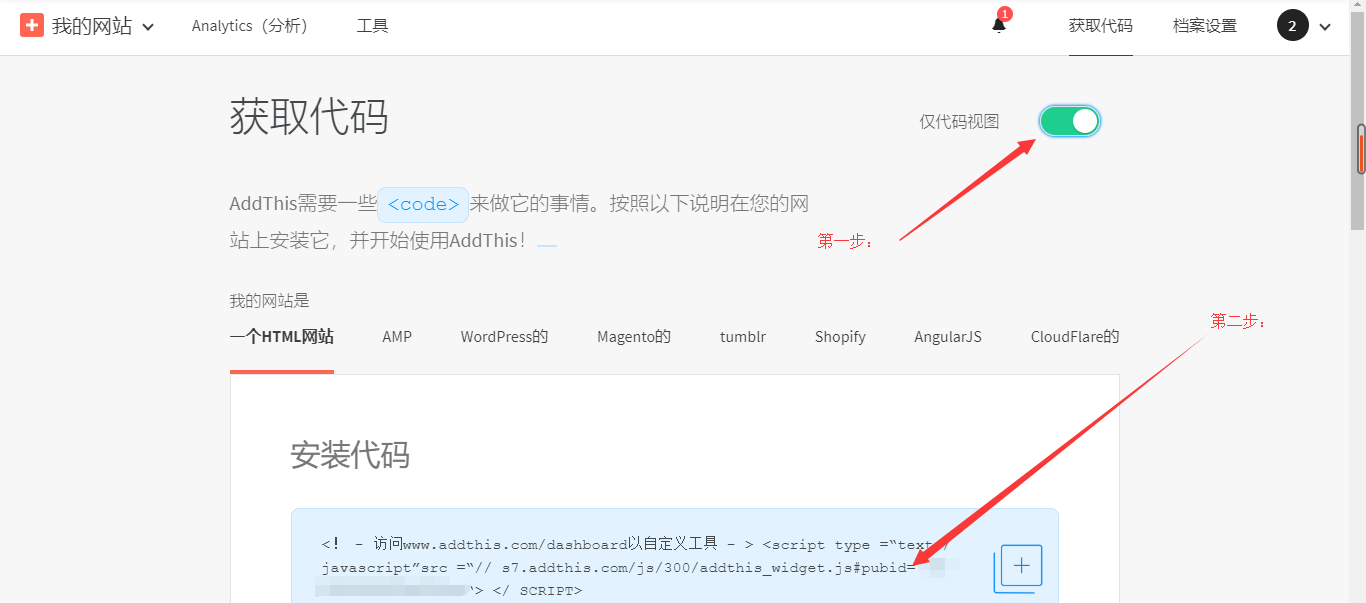 我的网站 Analytics（分析） 工具 1 获取代码 档案设置 2
获取代码
仅代码视图
AddThis需要一些<code>来做它的事情。按照以下说明在您的网
站上安装它，并开始使用AddThis！
第一步：
我的网站是
第二步：
一个HTML网站 AMP WordPress的 Magento的 tumblr Shopify AngularJS CloudFlare的
安装代码
<！ - 访问www.addthis.com/dashboard以自定义工具 - > <script type =“text /
javascript”src =“// s7.addthis.com/js/300/addthis_widget.js#pubid=
“> </ SCRIPT>